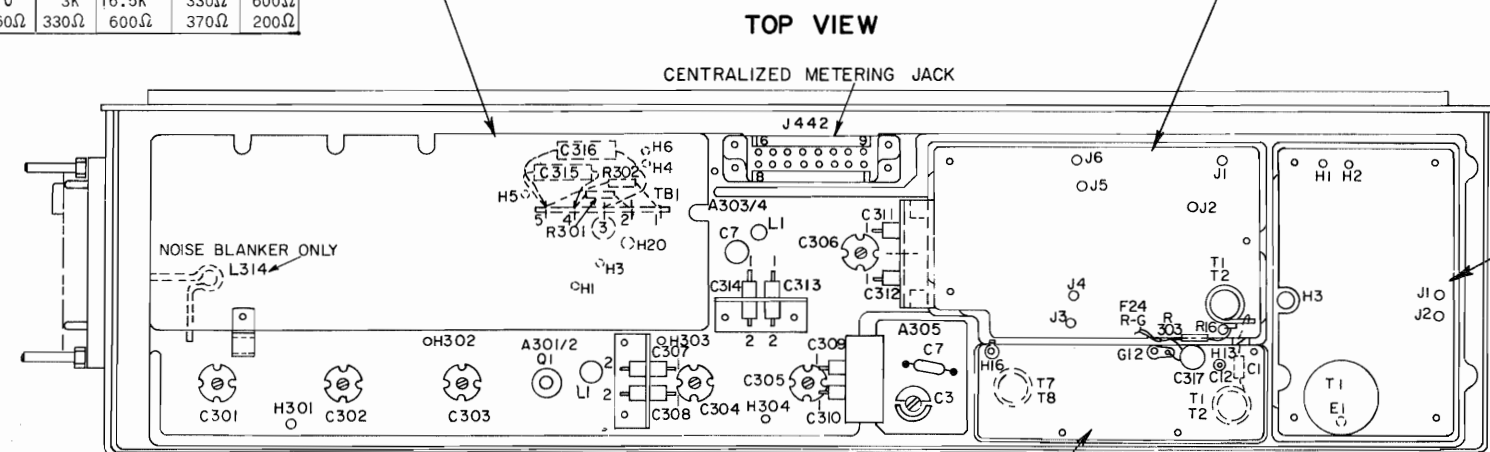 0 3K 16.5K 330Ω 600Ω
330Ω 600Ω 370Ω 200Ω
TOP VIEW
CENTRALIZED METERING JACK
J442
16 9
8
C316
H6
H4
C315 R302
H5
TB1
5 4 3 2 1
R301
H20
H3
H1
NOISE BLANKER ONLY
L314
A303/4
C7 L1
C306
C311
C312
C314 C313
2 2
J6
J5
J1
J2
J4
J3
T1
T2
F24
R-G
R
303
R16
H1 H2
H3
J1
J2
H302
A301/2
Q1
L1
H303
2 C307
2 C308
C304
C305
C309
C310
H304
A305
C7
C3
H16
T7
T8
G12
C317
H13
C12
C1
T1
T2
T1
E1
C301
H301
C302
C303